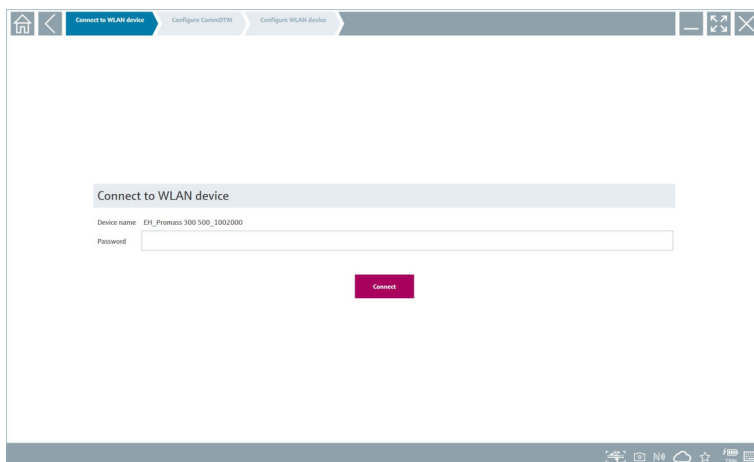 Connect to WLAN device Configure CommDTM Configure WLAN device
Connect to WLAN device
Device name EH_Promass 300 500_1002000
Password
Connect